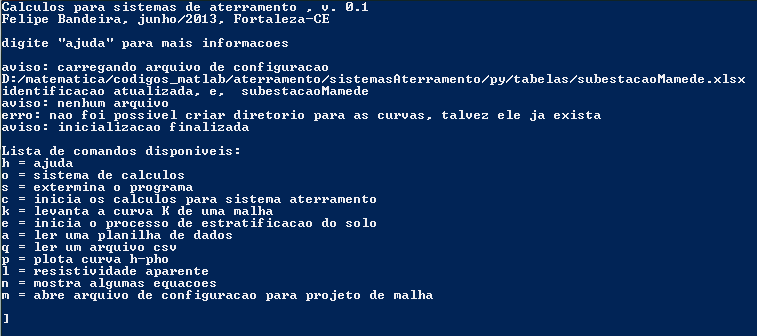 Calculos para sistemas de aterramento , v. 0.1
Felipe Bandeira, junho/2013, Fortaleza-CE
digite "ajuda" para mais informacoes
aviso: carregando arquivo de configuracao
D:/matematica/codigos_matlab/aterramento/sistemasAterramento/py/tabelas/subestacaoMamede.xlsx
identificacao atualizada, e,  subestacaoMamede
aviso: nenhum arquivo
erro: nao foi possivel criar diretorio para as curvas, talvez ele ja exista
aviso: inicializacao finalizada
Lista de comandos disponiveis:
h = ajuda
o = sistema de calculos
s = extermina o programa
c = inicia os calculos para sistema aterramento
k = levanta a curva K de uma malha
e = inicia o processo de estratificacao do solo
a = ler uma planilha de dados
q = ler um arquivo csv
p = plota curva h-pho
l = resistividade aparente
n = mostra algumas equacoes
m = abre arquivo de configuracao para projeto de malha
]